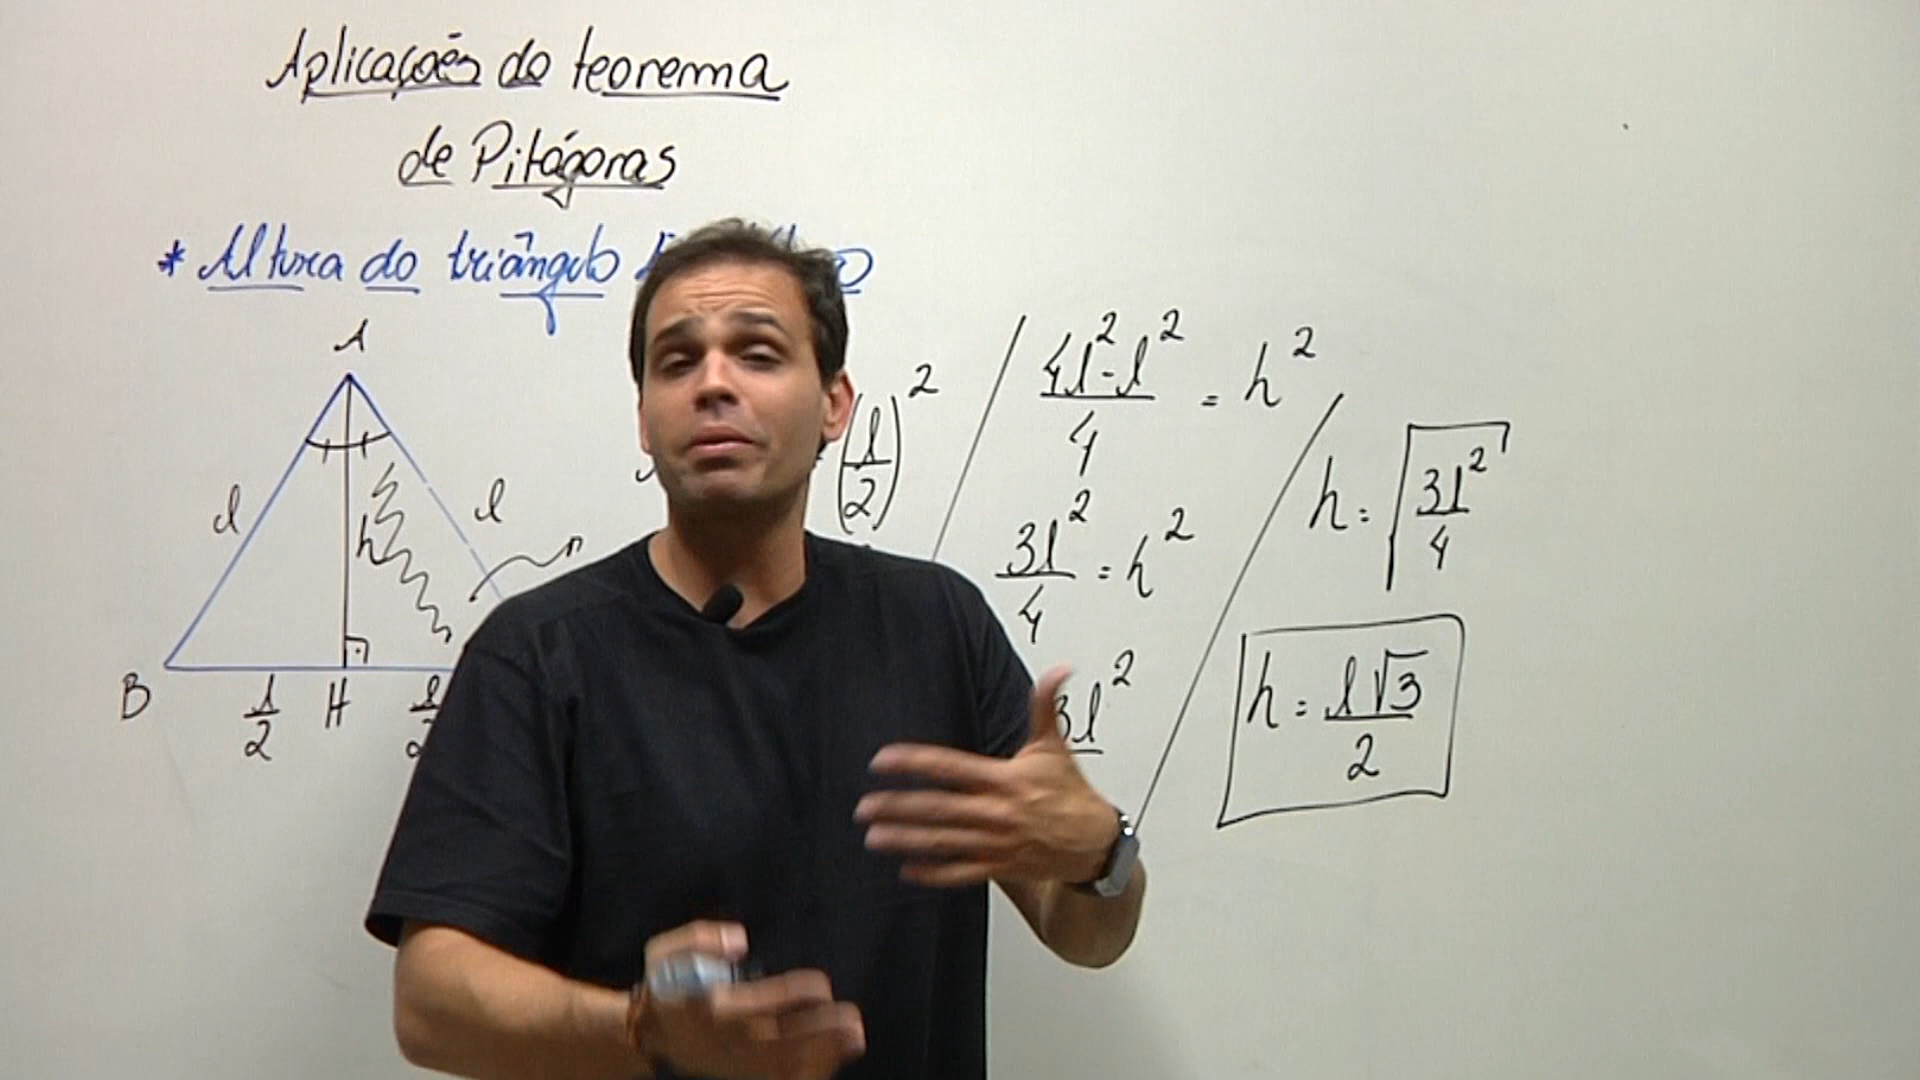 Aplicações do teorema
de Pitágoras
* Altura do triângulo
A
l
l
h
B
l/2
H
(l/2)²
(4l² - l²)/4 = h²
3l²/4 = h²
3l²
h = √(3l²/4)
h = l√3/2